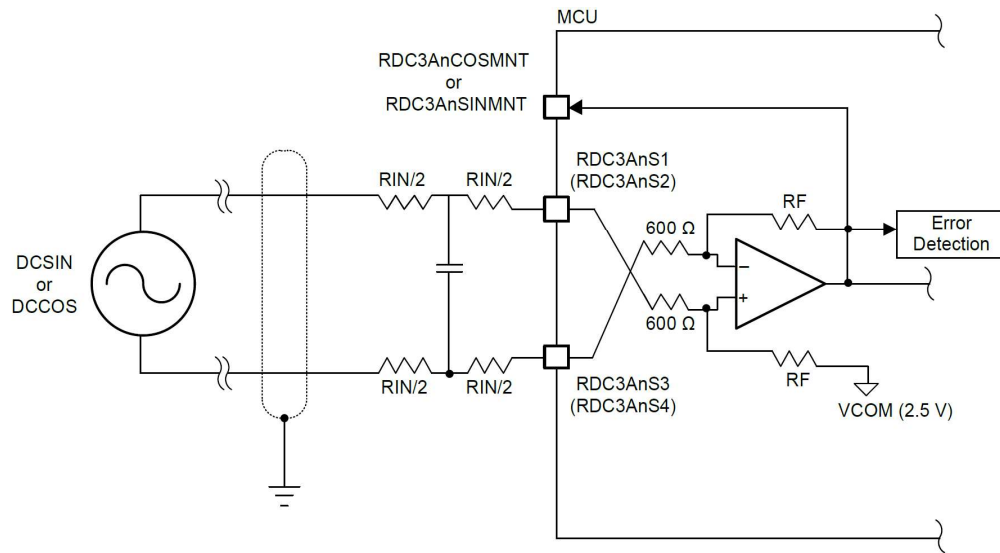 MCU
RDC3AnCOSMNT
or
RDC3AnSINMNT
RDC3AnS1
(RDC3AnS2)
RIN/2
RIN/2
RF
600 Ω
Error
Detection
DCSIN
or
DCCOS
−
+
600 Ω
RIN/2
RIN/2
RDC3AnS3
(RDC3AnS4)
RF
VCOM (2.5 V)